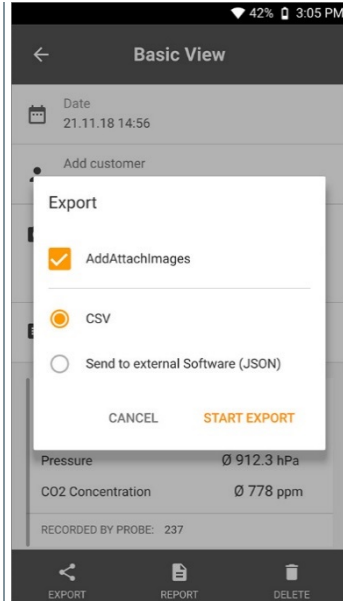 42% 3:05 PM
Basic View
Date
21.11.18 14:56
Add customer
Export
AddAttachImages
CSV
Send to external Software (JSON)
CANCEL START EXPORT
Pressure Ø 912.3 hPa
CO2 Concentration Ø 778 ppm
RECORDED BY PROBE: 237
EXPORT REPORT DELETE